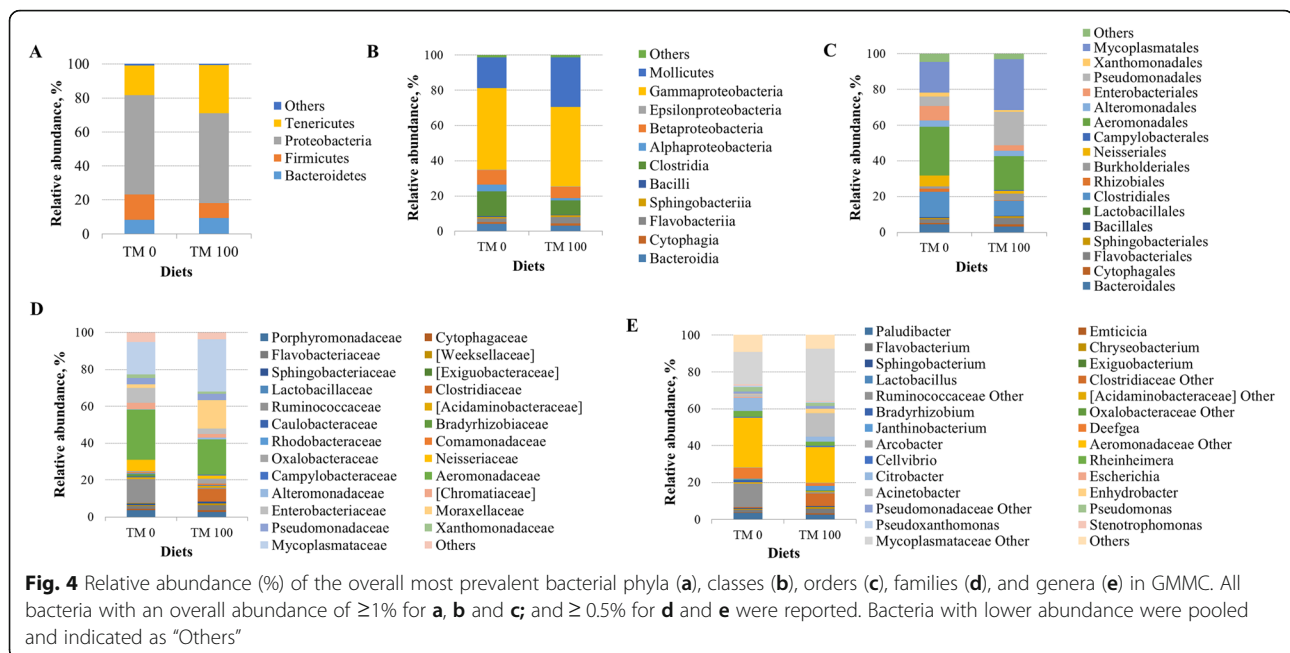 A
Relative abundance, %
100
80
60
40
20
0
TM 0 TM 100
Diets
Others
Tenericutes
Proteobacteria
Firmicutes
Bacteroidetes
B
Relative abundance, %
100
80
60
40
20
0
TM 0 TM 100
Diets
Others
Mollicutes
Gammaproteobacteria
Epsilonproteobacteria
Betaproteobacteria
Alphaproteobacteria
Clostridia
Bacilli
Sphingobacteriia
Flavobacteriia
Cytophagia
Bacteroidia
C
Relative abundance, %
100
80
60
40
20
0
TM 0 TM 100
Diets
Others
Mycoplasmatales
Xanthomonadales
Pseudomonadales
Enterobacteriales
Alteromonadales
Aeromonadales
Campylobacterales
Neisseriales
Burkholderiales
Rhizobiales
Clostridiales
Lactobacillales
Bacillales
Sphingobacteriales
Flavobacteriales
Cytophagales
Bacteroidales
D
Relative abundance, %
100
80
60
40
20
0
TM 0 TM 100
Diets
Porphyromonadaceae Cytophagaceae
Flavobacteriaceae [Weeksellaceae]
Sphingobacteriaceae [Exiguobacteraceae]
Lactobacillaceae Clostridiaceae
Ruminococcaceae [Acidaminobacteraceae]
Caulobacteraceae Bradyrhizobiaceae
Rhodobacteraceae Comamonadaceae
Oxalobacteraceae Neisseriaceae
Campylobacteraceae Aeromonadaceae
Alteromonadaceae [Chromatiaceae]
Enterobacteriaceae Moraxellaceae
Pseudomonadaceae Xanthomonadaceae
Mycoplasmataceae Others
E
Relative abundance, %
100
80
60
40
20
0
TM 0 TM 100
Diets
Paludibacter Emticicia
Flavobacterium Chryseobacterium
Sphingobacterium Exiguobacterium
Lactobacillus Clostridiaceae Other
Ruminococcaceae Other [Acidaminobacteraceae] Other
Bradyrhizobium Oxalobacteraceae Other
Janthinobacterium Deefgea
Arcobacter Aeromonadaceae Other
Cellvibrio Rheinheimera
Citrobacter Escherichia
Acinetobacter Enhydrobacter
Pseudomonadaceae Other Pseudomonas
Pseudoxanthomonas Stenotrophomonas
Mycoplasmataceae Other Others
Fig. 4 Relative abundance (%) of the overall most prevalent bacterial phyla (a), classes (b), orders (c), families (d), and genera (e) in GMMC. All
bacteria with an overall abundance of ≥1% for a, b and c; and ≥ 0.5% for d and e were reported. Bacteria with lower abundance were pooled
and indicated as "Others"